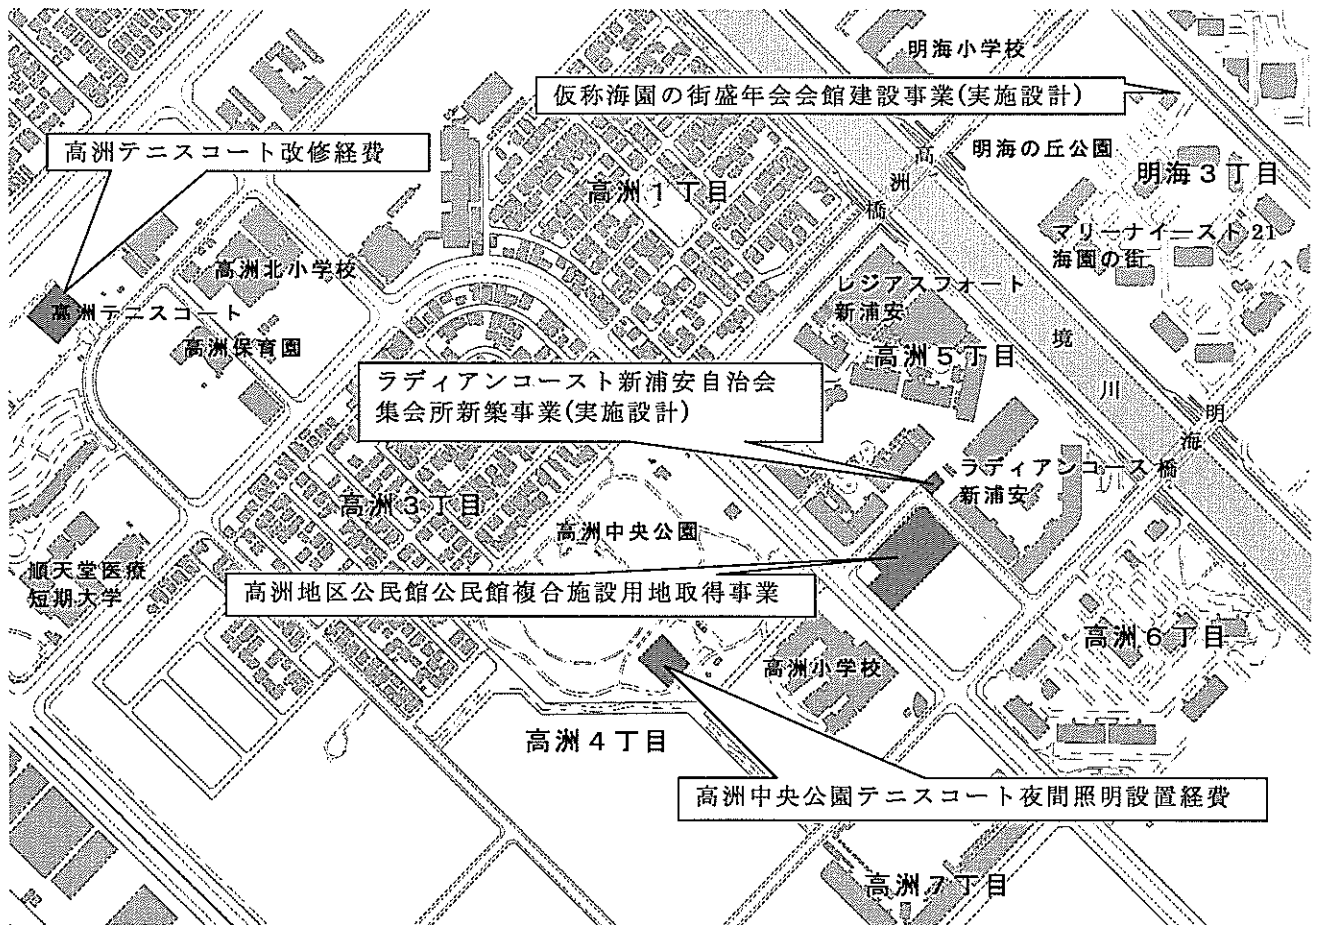 明海小学校
仮称海園の街盛年会会館建設事業(実施設計)
高洲テニスコート改修経費
明海の丘公園
高洲橋
高洲1丁目
明海3丁目
マリーナイースト21
海園の街
高洲北小学校
レジアスフォート
新浦安
高洲テニスコート
高洲保育園
高洲5丁目
境川
ラディアンコースト新浦安自治会
集会所新築事業(実施設計)
明海橋
ラディアンコース
新浦安
高洲3丁目
高洲中央公園
順天堂医療
短期大学
高洲地区公民館公民館複合施設用地取得事業
高洲6丁目
高洲小学校
高洲4丁目
高洲中央公園テニスコート夜間照明設置経費
高洲7丁目